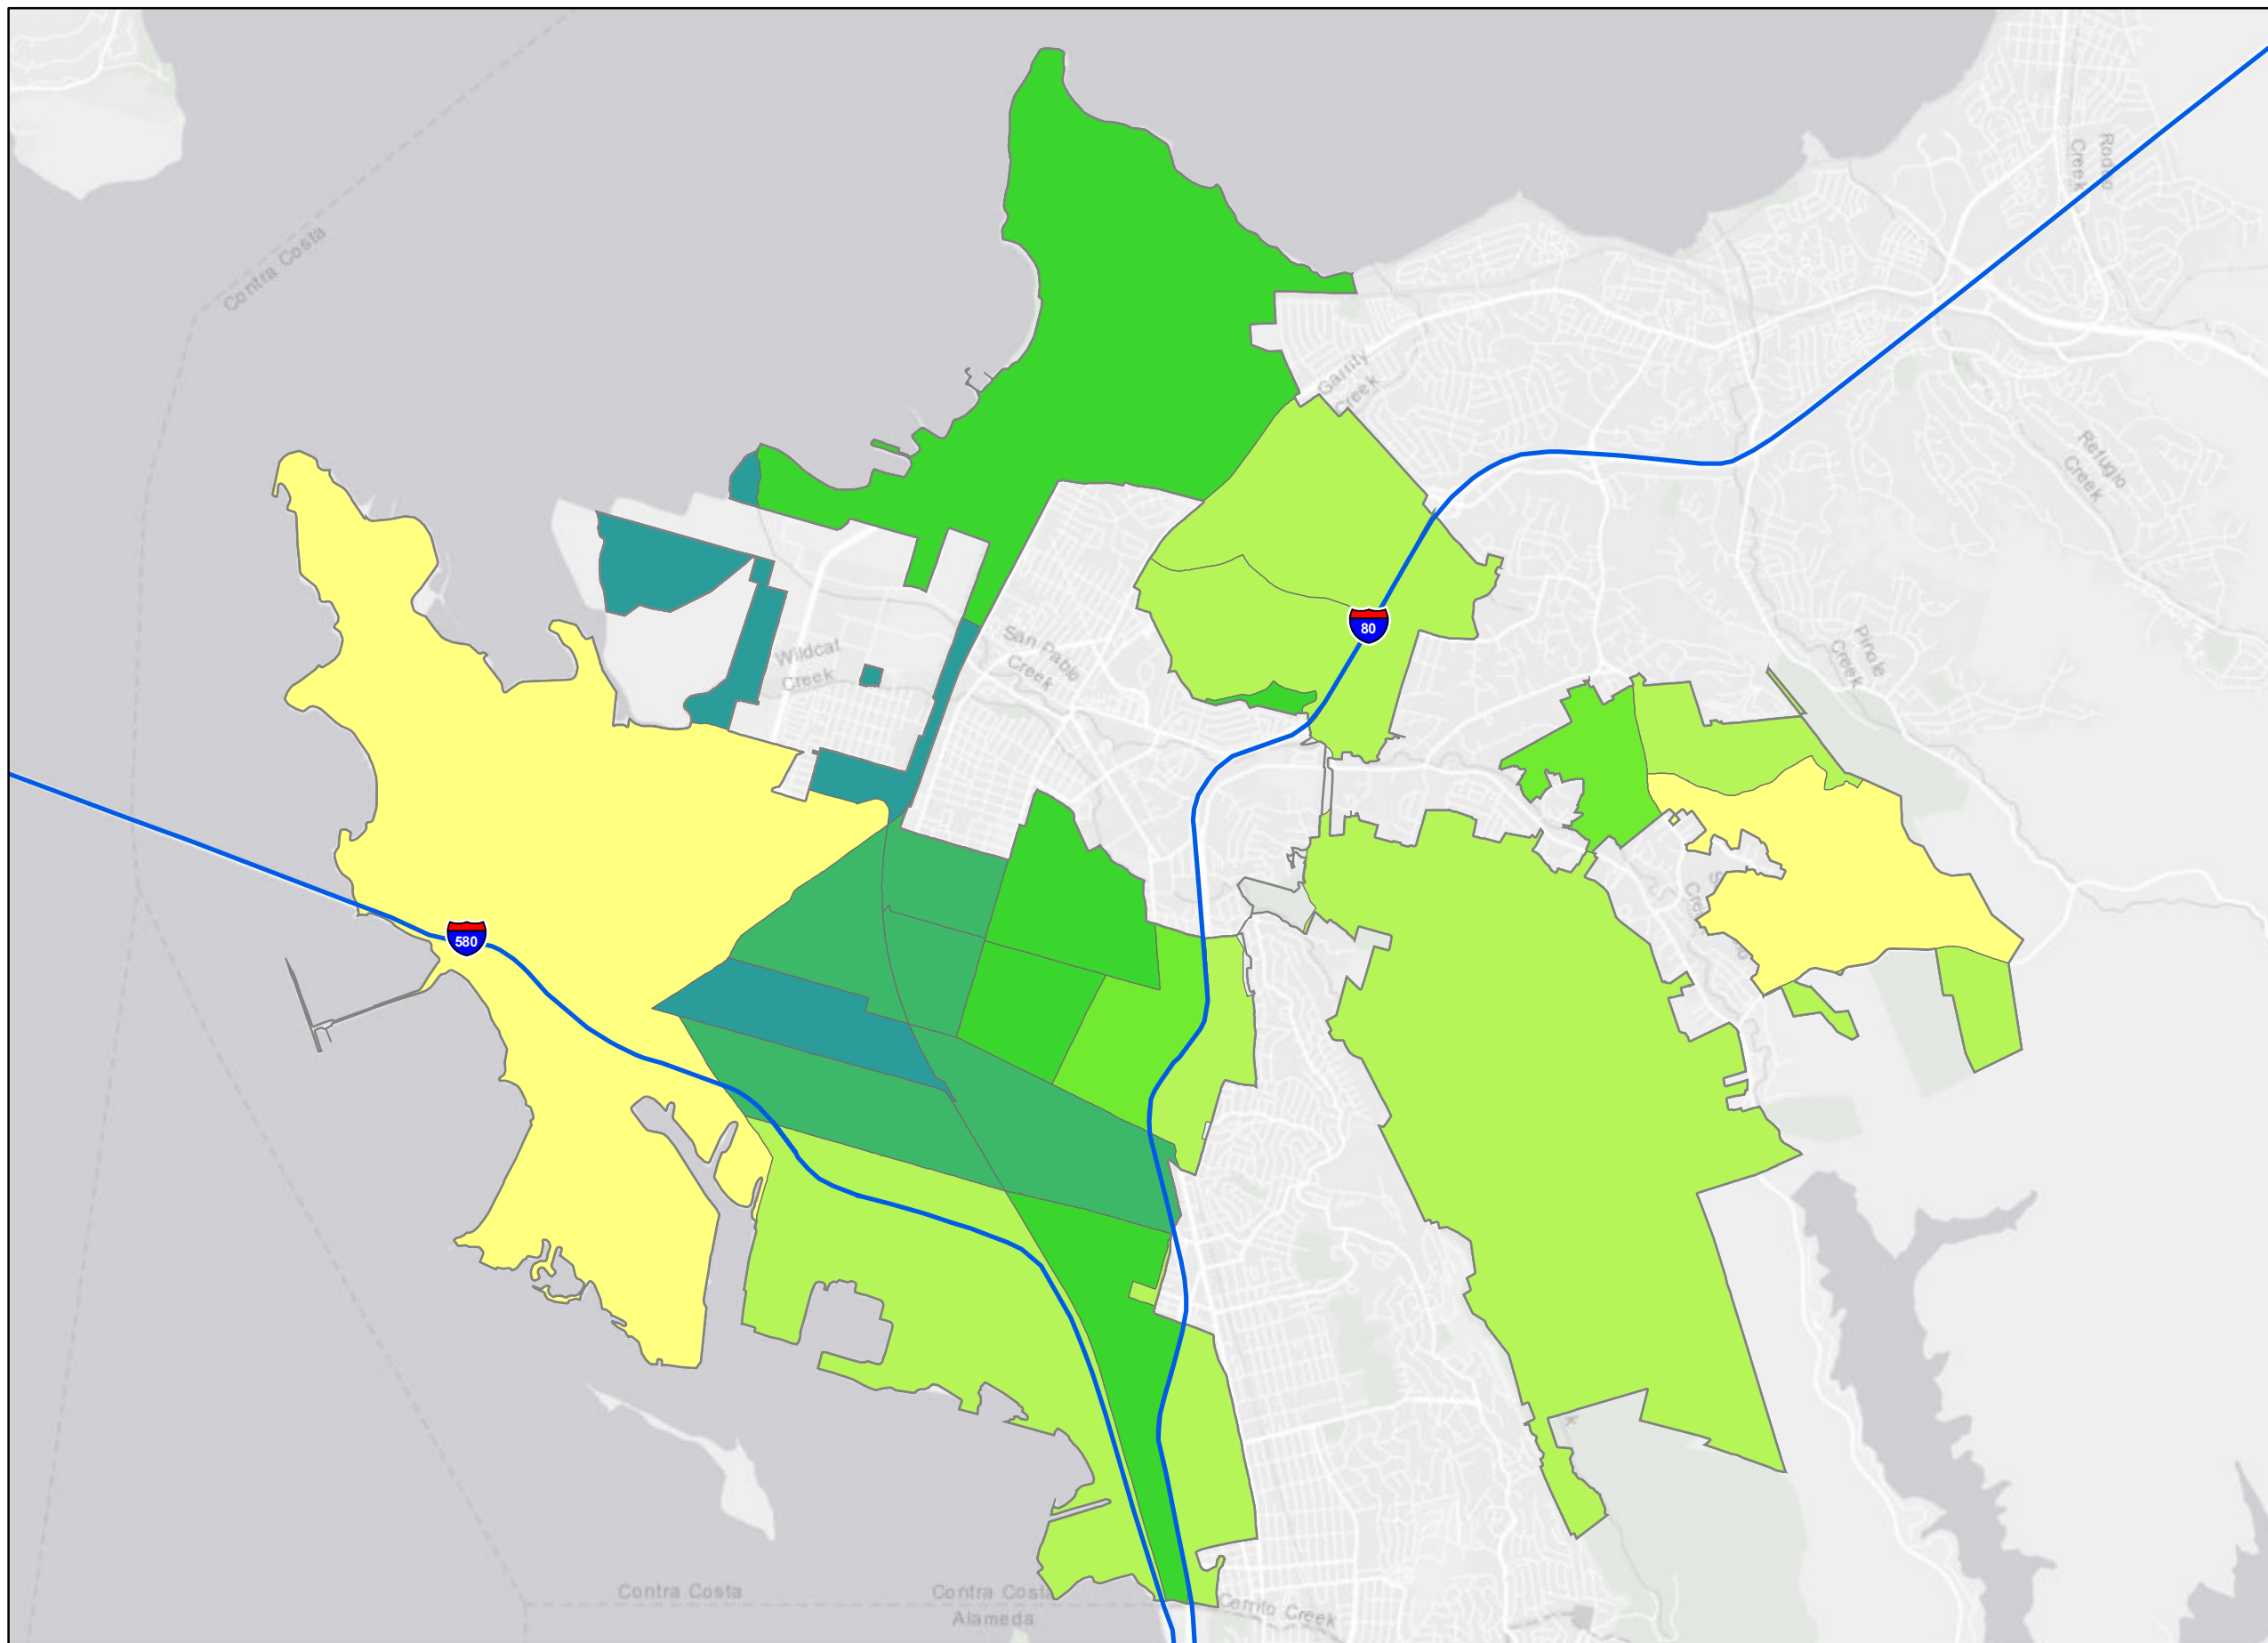 Rodeo
Creek
Contra Costa
Garrity
Creek
Refugio
Creek
80
San Pablo
Creek
Wildcat
Creek
Pinole
Creek
580
Contra Costa
Contra Costa
Alameda
Cerrito Creek